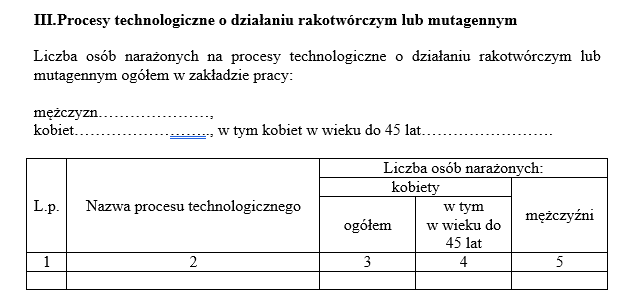 III.Procesy technologiczne o działaniu rakotwórczym lub mutagennym
Liczba osób narażonych na procesy technologiczne o działaniu rakotwórczym lub
mutagennym ogółem w zakładzie pracy:
mężczyzn......................,
kobiet.........................., w tym kobiet w wieku do 45 lat..........................
L.p.
Nazwa procesu technologicznego
Liczba osób narażonych:
kobiety
mężczyźni
ogółem
w tym
w wieku do
45 lat
1 2 3 4 5